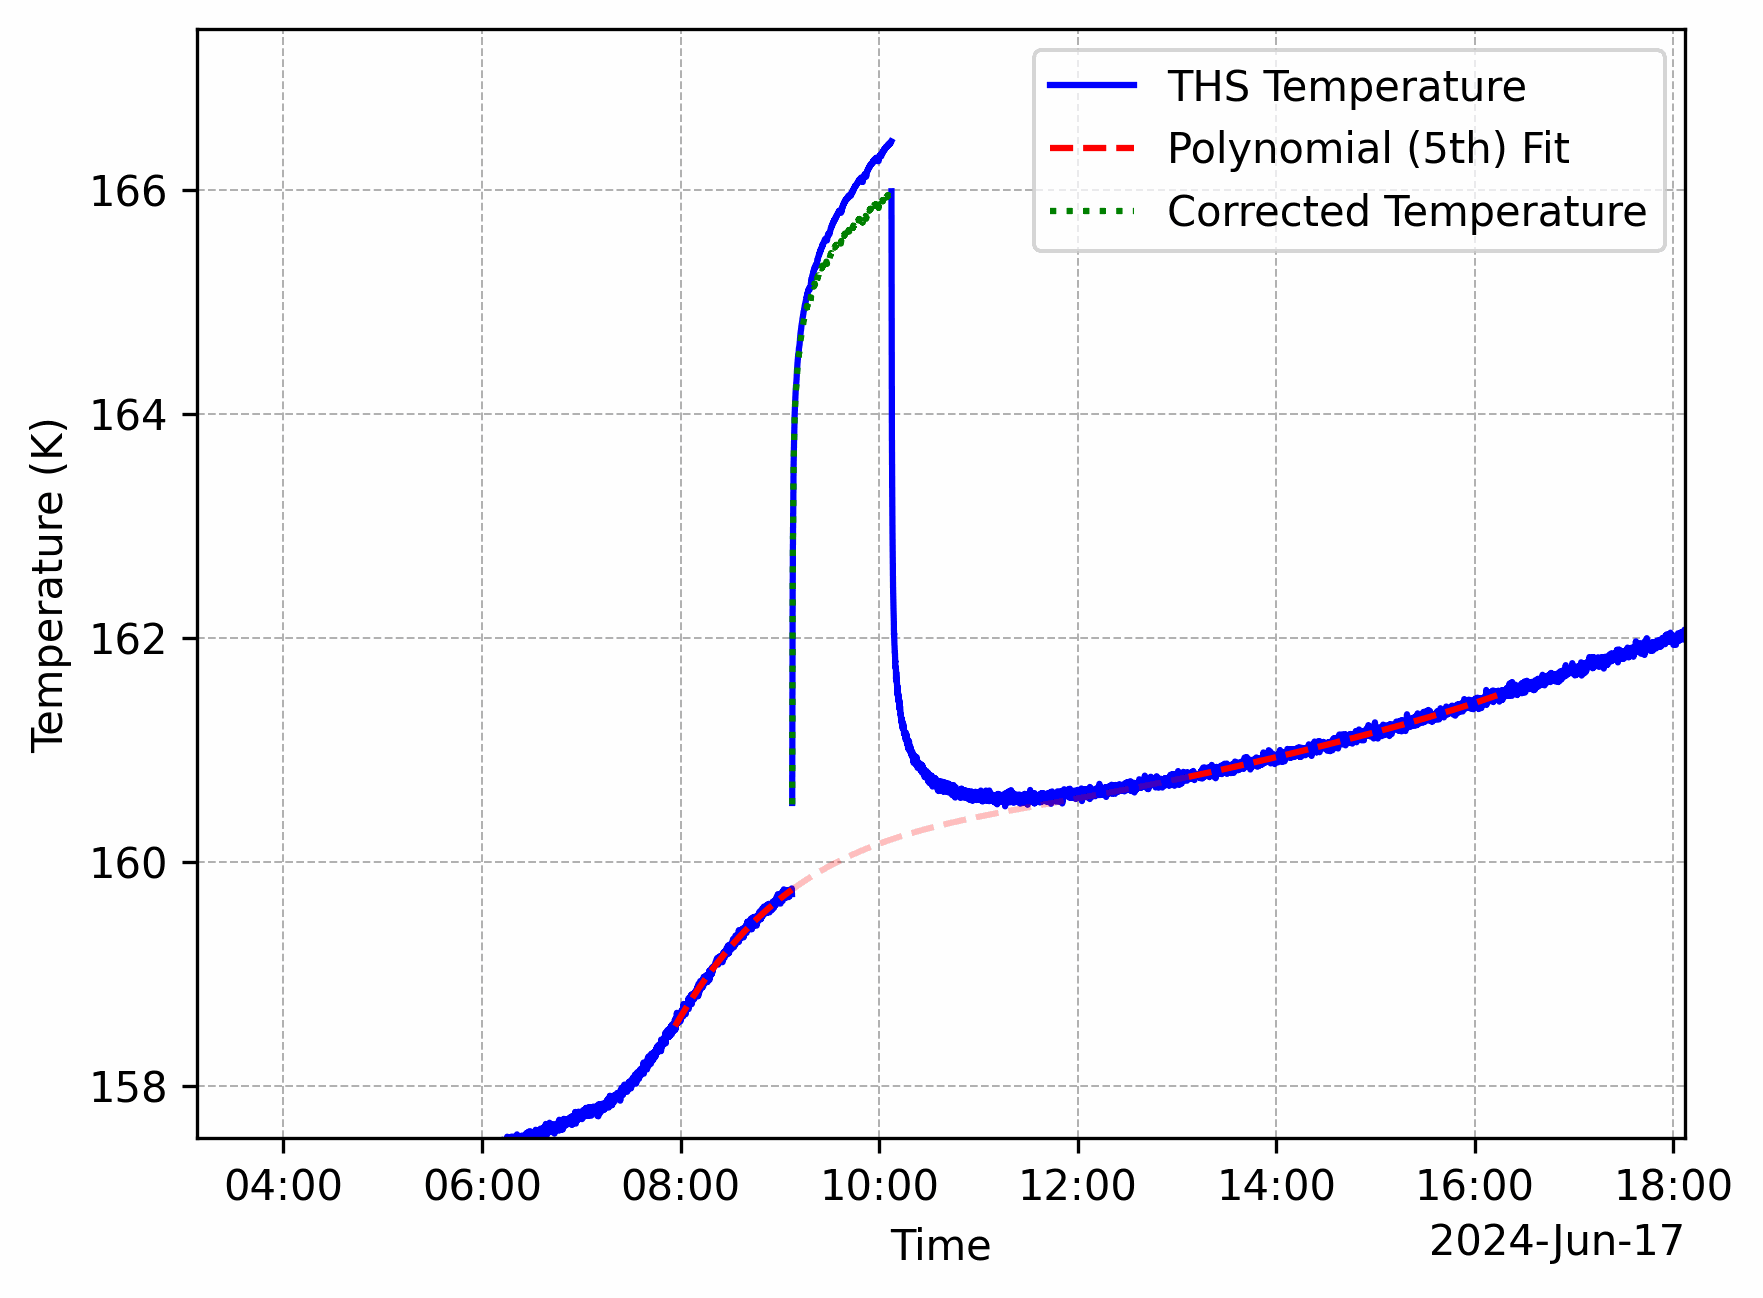 THS Temperature
Polynomial (5th) Fit
Corrected Temperature
166
164
162
160
158
Temperature (K)
04:00 06:00 08:00 10:00 12:00 14:00 16:00 18:00
Time
2024-Jun-17